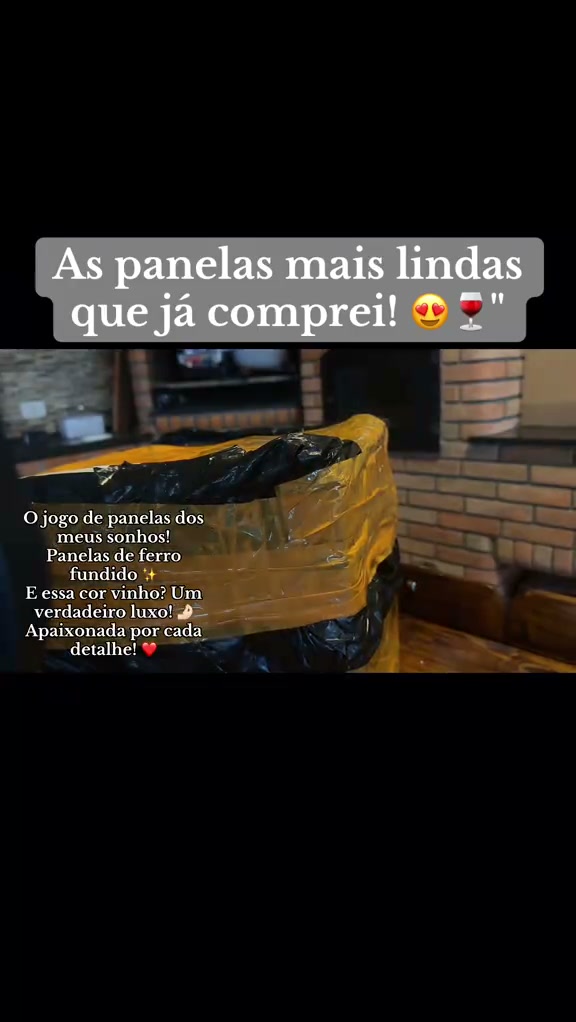 As panelas mais lindas
que já comprei! 😍🍷"
O jogo de panelas dos
meus sonhos!
Panelas de ferro
fundido ✨
E essa cor vinho? Um
verdadeiro luxo! 🤌🏻
Apaixonada por cada
detalhe! ❤️